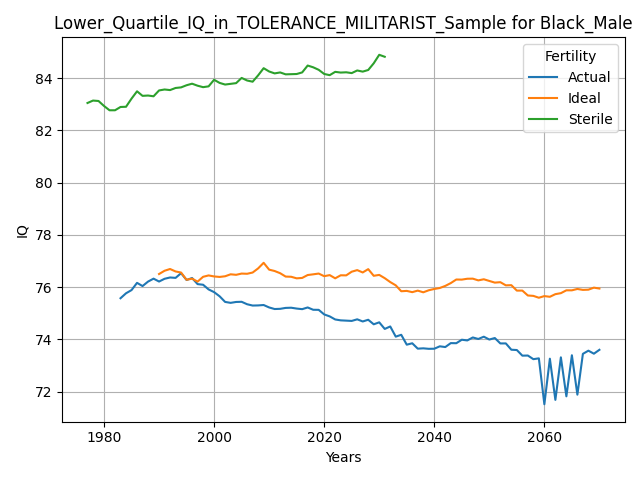 Lower_Quartile_IQ_in_TOLERANCE_MILITARIST_Sample for Black_Male
Fertility
Actual
Ideal
Sterile
84
82
80
78
76
74
72
IQ
1980
2000
2020
2040
2060
Years